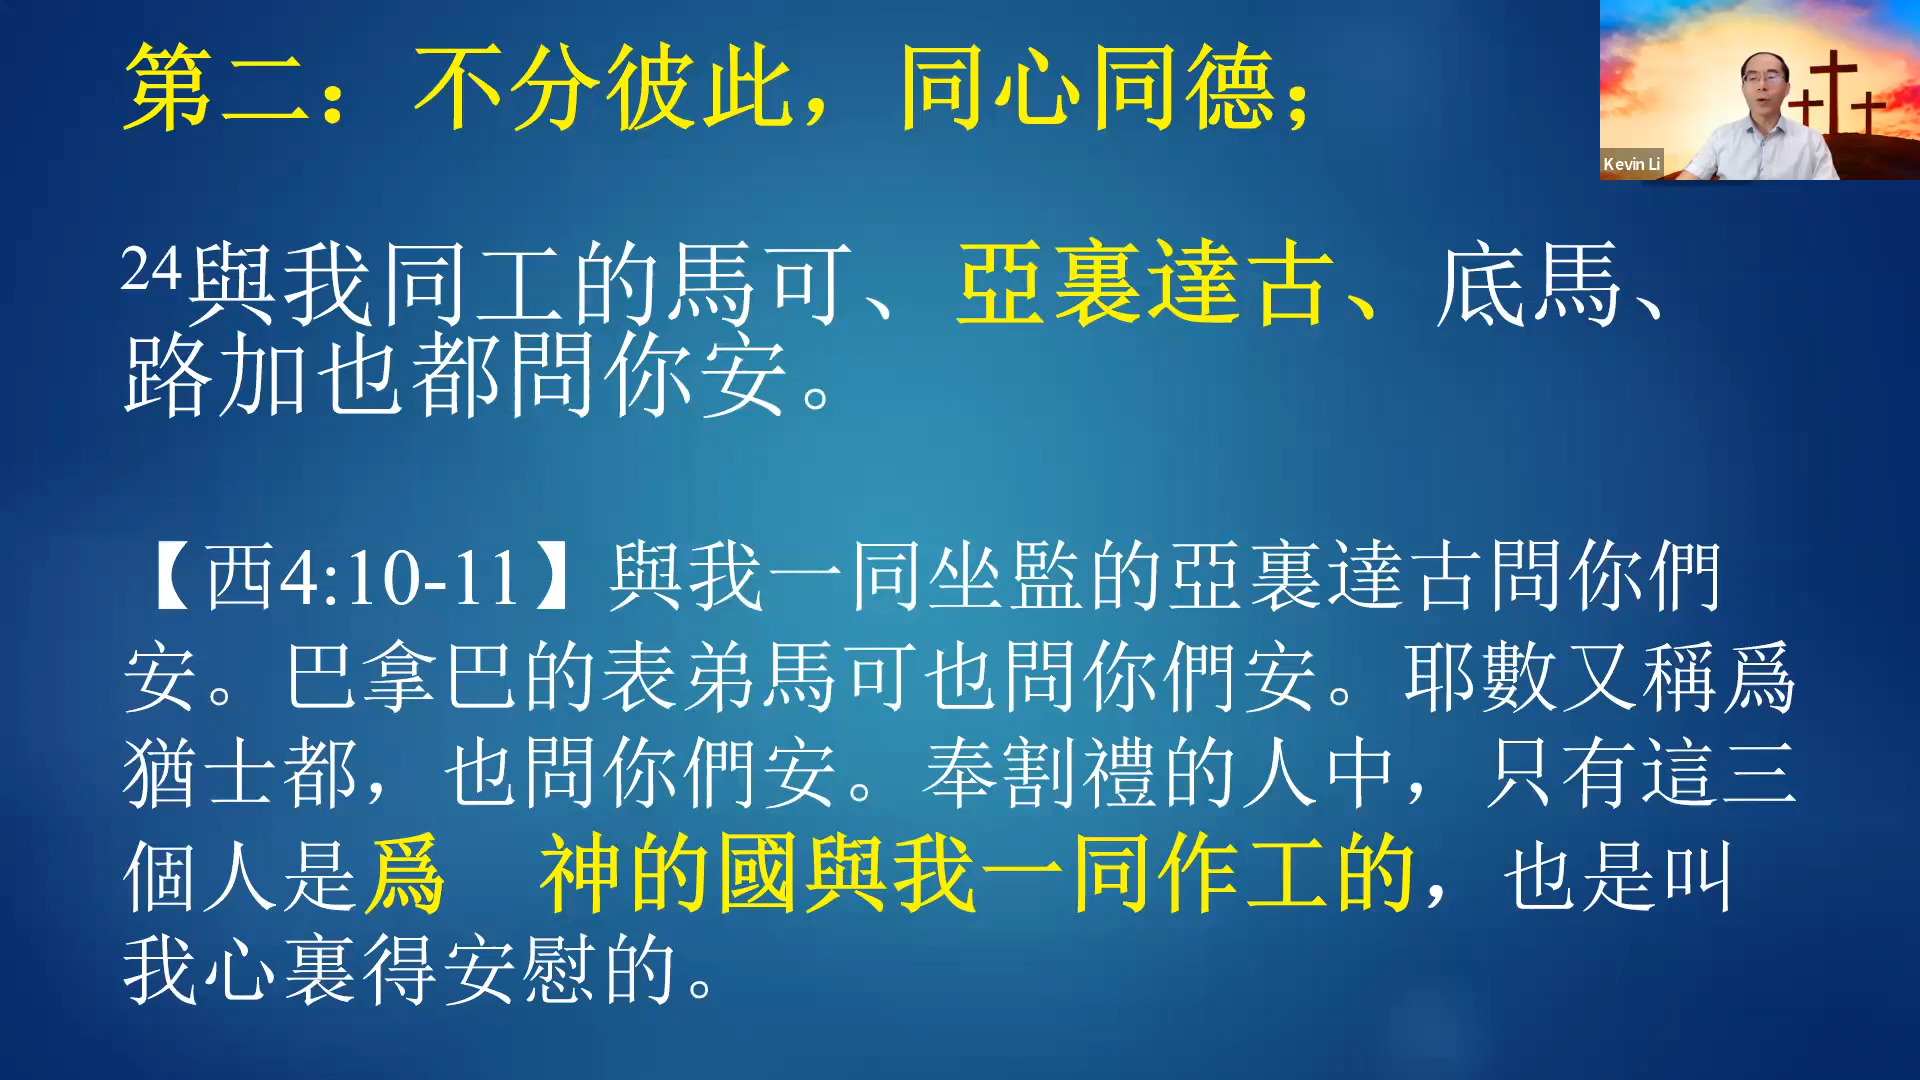 第二：不分彼此，同心同德；
Kevin Li
24與我同工的馬可、亞裏達古、底馬、
路加也都問你安。
【西4:10-11】與我一同坐監的亞裏達古問你們
安。巴拿巴的表弟馬可也問你們安。耶數又稱爲
猶士都，也問你們安。奉割禮的人中，只有這三
個人是爲　神的國與我一同作工的，也是叫
我心裏得安慰的。